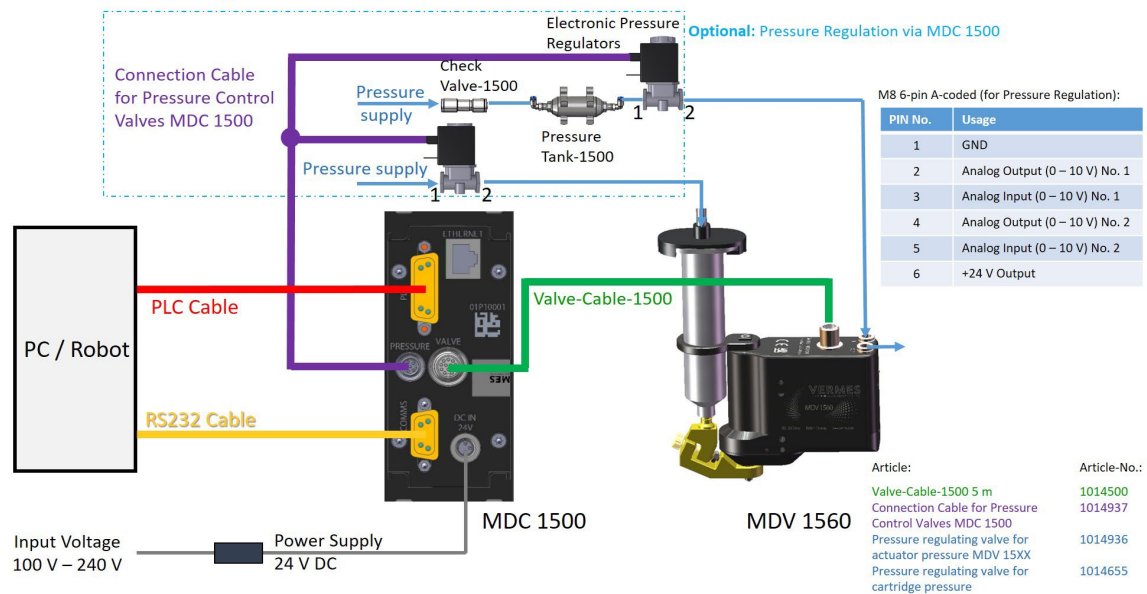 Electronic Pressure
Regulators
Optional: Pressure Regulation via MDC 1500
Check
Valve-1500
Connection Cable
for Pressure Control
Valves MDC 1500
Pressure
supply
1
2
Pressure
Tank-1500
Pressure supply
1
2
M8 6-pin A-coded (for Pressure Regulation):
PIN No. Usage
1 GND
2 Analog Output (0 – 10 V) No. 1
3 Analog Input (0 – 10 V) No. 1
4 Analog Output (0 – 10 V) No. 2
5 Analog Input (0 – 10 V) No. 2
6 +24 V Output
ETHERNET
PLC Cable
Valve-Cable-1500
01P10001
PC / Robot
PRESSURE
VALVE
MES
VERMES
MDV 1560
RS232 Cable
COMMS
DC IN
24V
MDC 1500
MDV 1560
Input Voltage
100 V – 240 V
Power Supply
24 V DC
Article: Article-No.:
Valve-Cable-1500 5 m 1014500
Connection Cable for Pressure 1014937
Control Valves MDC 1500
Pressure regulating valve for 1014936
actuator pressure MDV 15XX
Pressure regulating valve for 1014655
cartridge pressure